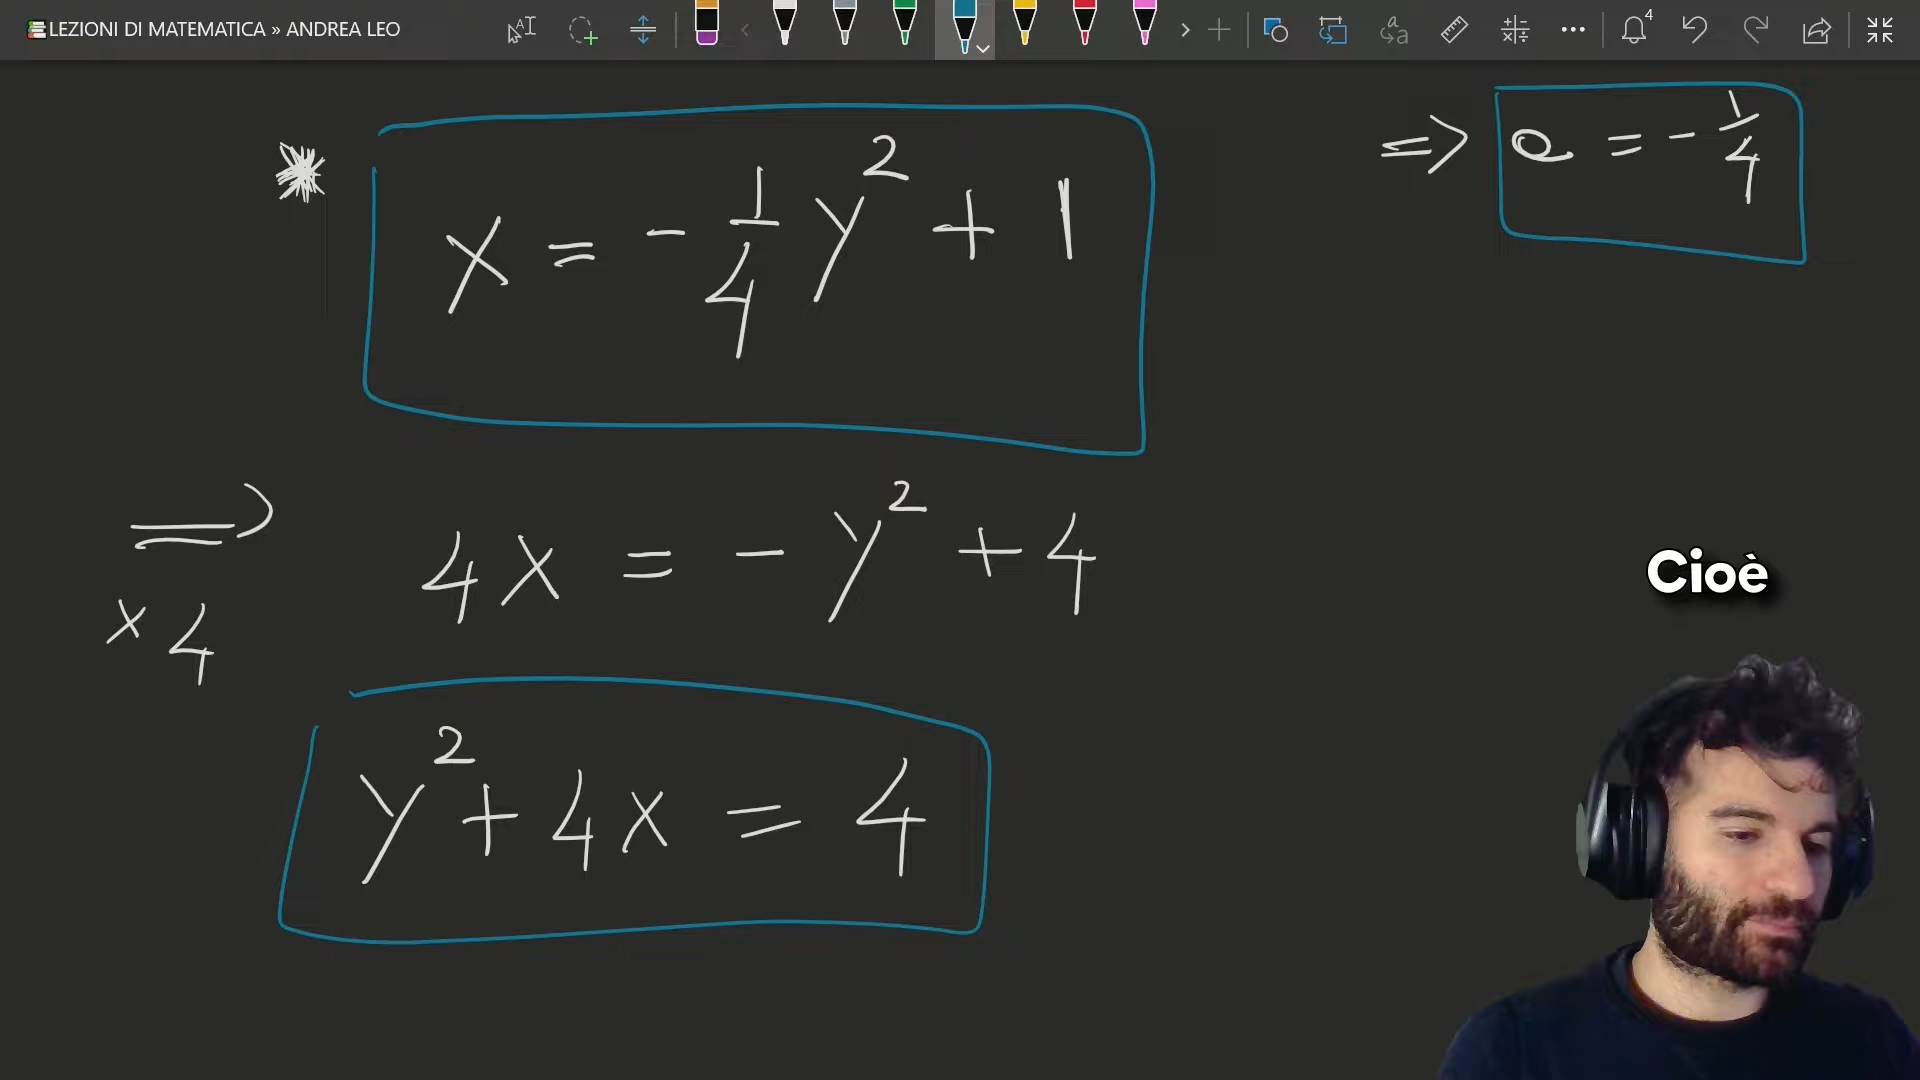 LEZIONI DI MATEMATICA » ANDREA LEO
4
x = - 1/4 y² + 1
=> a = - 1/4
=> × 4
4x = - y² + 4
y² + 4x = 4
Cioè